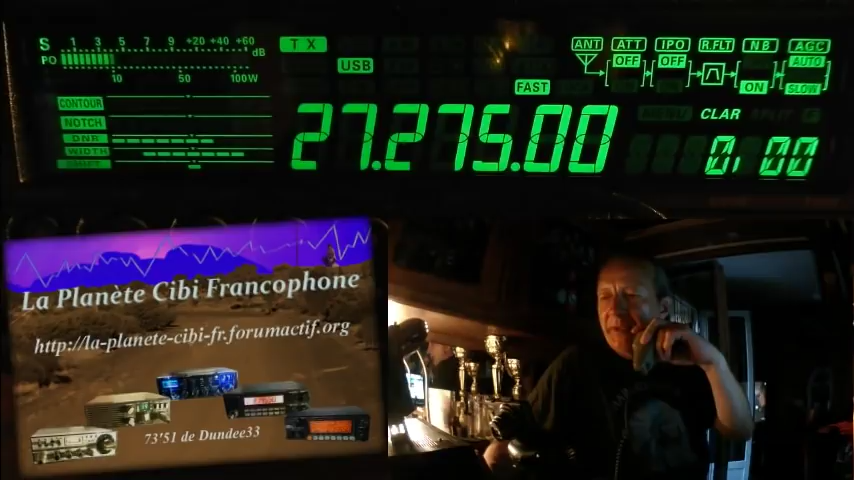 S 1 3 5 7 9 +20 +40 +60 dB
PO 10 50 100W
TX
USB
FAST
ANT ATT IPO R.FLT NB AGC
OFF OFF AUTO
ON SLOW
CONTOUR
NOTCH
DNR
WIDTH
SHIFT
27.275.00
CLAR
0.00
La Planète Cibi Francophone
http://la-planete-cibi-fr.forumactif.org
73'51 de Dundee33